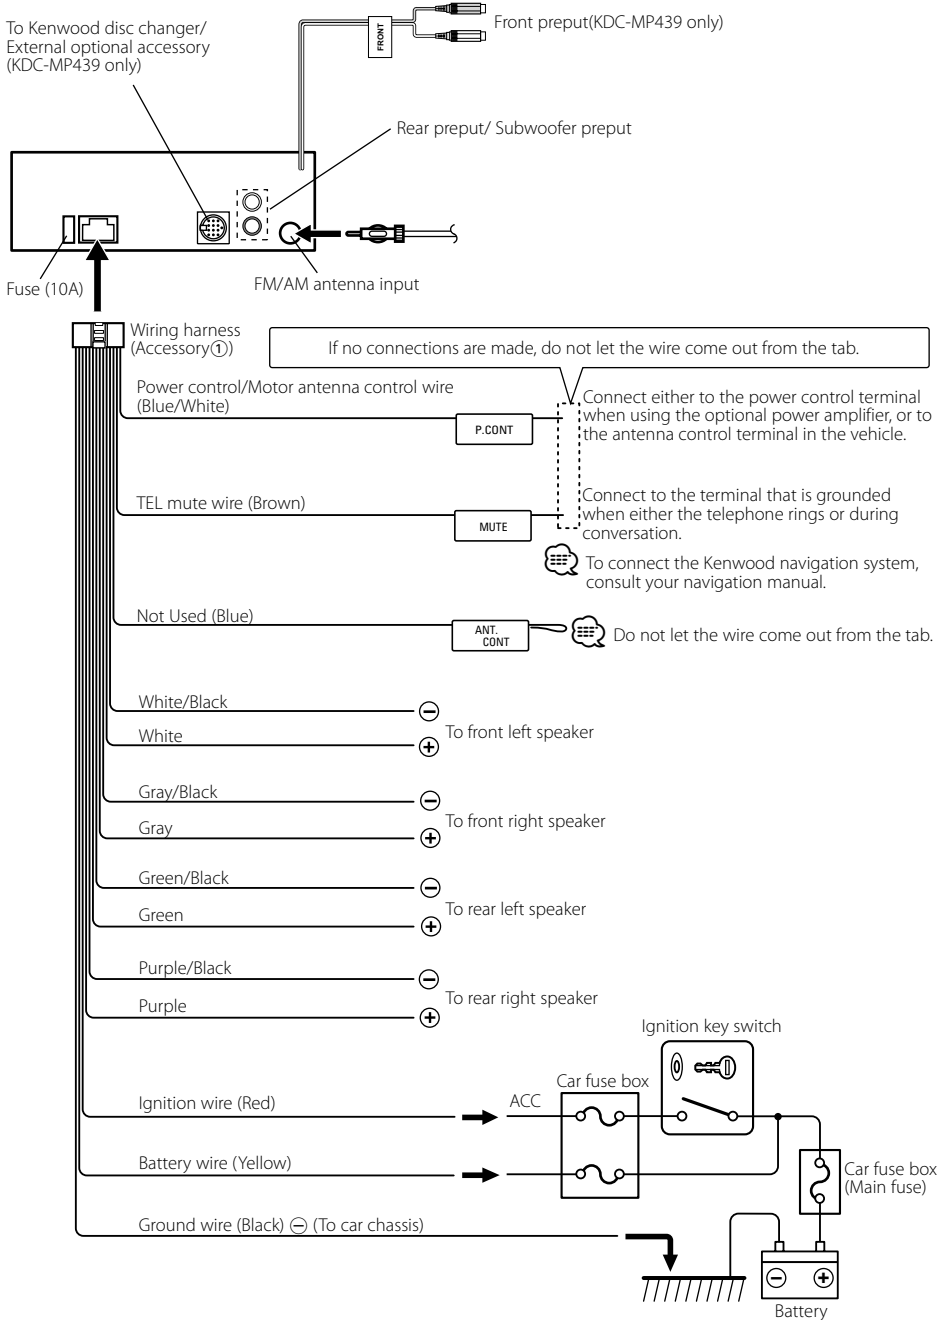 To Kenwood disc changer/
External optional accessory
(KDC-MP439 only)
FRONT
Front preput(KDC-MP439 only)
Rear preput/ Subwoofer preput
Fuse (10A)
FM/AM antenna input
Wiring harness
(Accessory①)
If no connections are made, do not let the wire come out from the tab.
Power control/Motor antenna control wire
(Blue/White)
P.CONT
Connect either to the power control terminal
when using the optional power amplifier, or to
the antenna control terminal in the vehicle.
TEL mute wire (Brown)
MUTE
Connect to the terminal that is grounded
when either the telephone rings or during
conversation.
To connect the Kenwood navigation system,
consult your navigation manual.
Not Used (Blue)
ANT.
CONT
Do not let the wire come out from the tab.
White/Black
⊖
To front left speaker
White
⊕
Gray/Black
⊖
To front right speaker
Gray
⊕
Green/Black
⊖
To rear left speaker
Green
⊕
Purple/Black
⊖
To rear right speaker
Purple
⊕
Ignition key switch
Car fuse box
Ignition wire (Red)
ACC
Battery wire (Yellow)
Car fuse box
(Main fuse)
Ground wire (Black) ⊖ (To car chassis)
⊖ ⊕
Battery